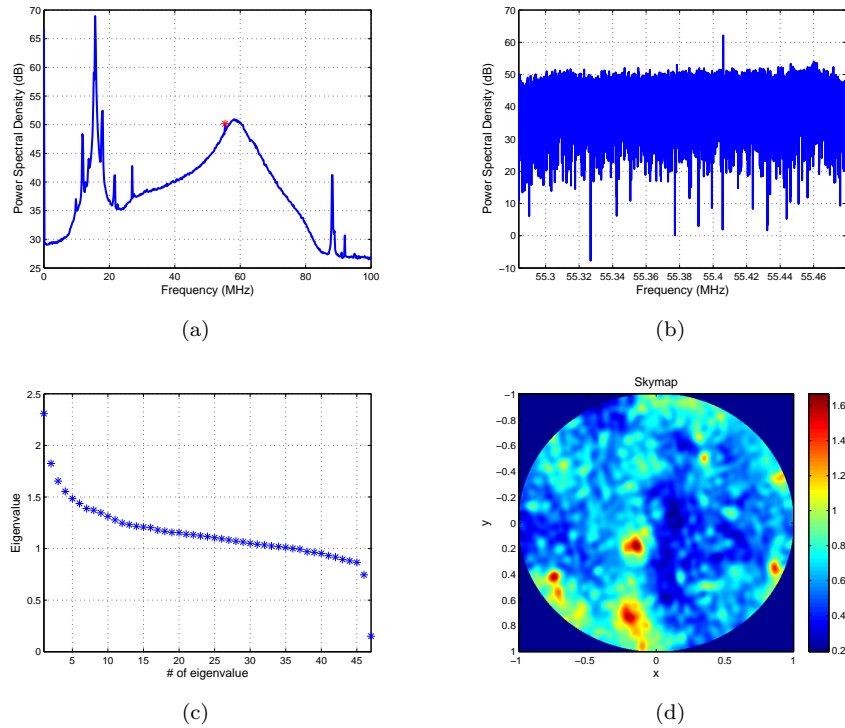 70
65
60
55
50
45
40
35
30
25
0 20 40 60 80 100
Power Spectral Density (dB)
Frequency (MHz)
(a)
70
60
50
40
30
20
10
0
−10
55.3 55.32 55.34 55.36 55.38 55.4 55.42 55.44 55.46
Power Spectral Density (dB)
Frequency (MHz)
(b)
2.5
2
1.5
1
0.5
0
5 10 15 20 25 30 35 40 45
Eigenvalue
# of eigenvalue
(c)
Skymap
−1
−0.8
−0.6
−0.4
−0.2
0
0.2
0.4
0.6
0.8
1
−1 −0.5 0 0.5 1
y
x
1.6
1.4
1.2
1
0.8
0.6
0.4
0.2
(d)